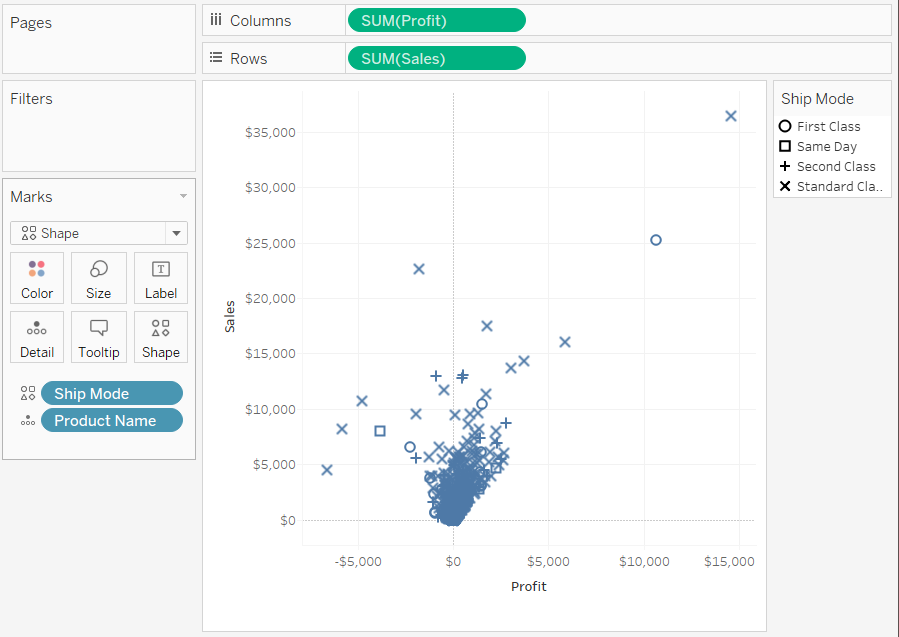 Pages
Columns
SUM(Profit)
Rows
SUM(Sales)
Filters
Marks
Shape
Color
Size
T
Label
Detail
Tooltip
Shape
Ship Mode
Product Name
$35,000
$30,000
$25,000
$20,000
$15,000
$10,000
$5,000
$0
Sales
-$5,000
$0
$5,000
$10,000
$15,000
Profit
Ship Mode
First Class
Same Day
Second Class
Standard Cla..